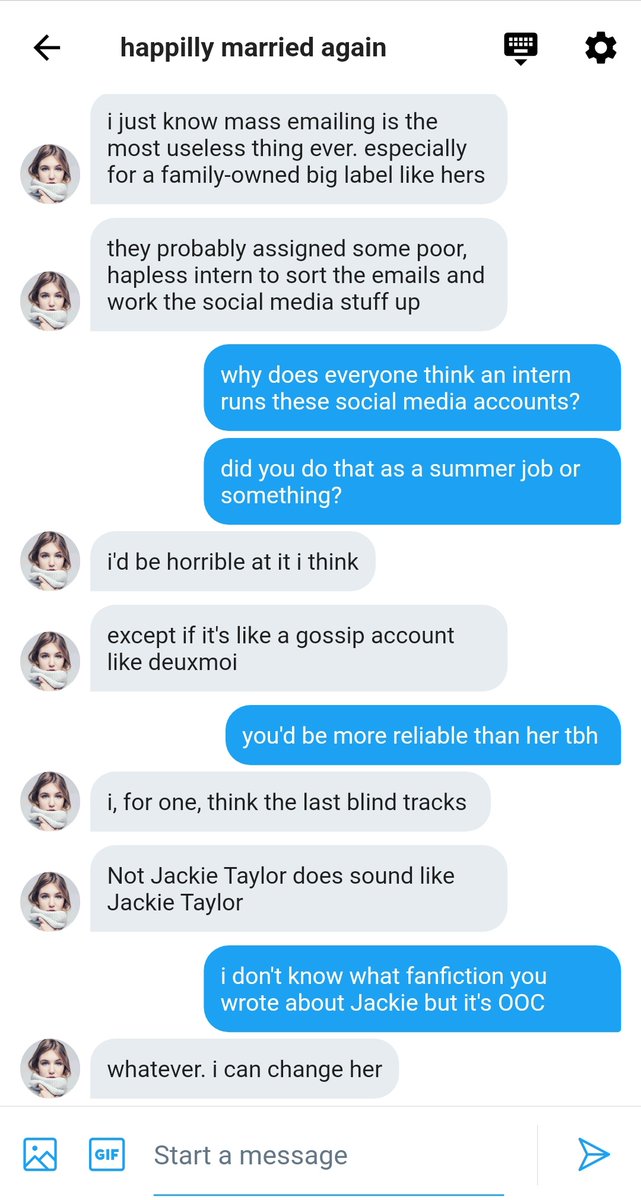 happilly married again
i just know mass emailing is the
most useless thing ever. especially
for a family-owned big label like hers
they probably assigned some poor,
hapless intern to sort the emails and
work the social media stuff up
why does everyone think an intern
runs these social media accounts?
did you do that as a summer job or
something?
i'd be horrible at it i think
except if it's like a gossip account
like deuxmoi
you'd be more reliable than her tbh
i, for one, think the last blind tracks
Not Jackie Taylor does sound like
Jackie Taylor
i don't know what fanfiction you
wrote about Jackie but it's OOC
whatever. i can change her
GIF
Start a message